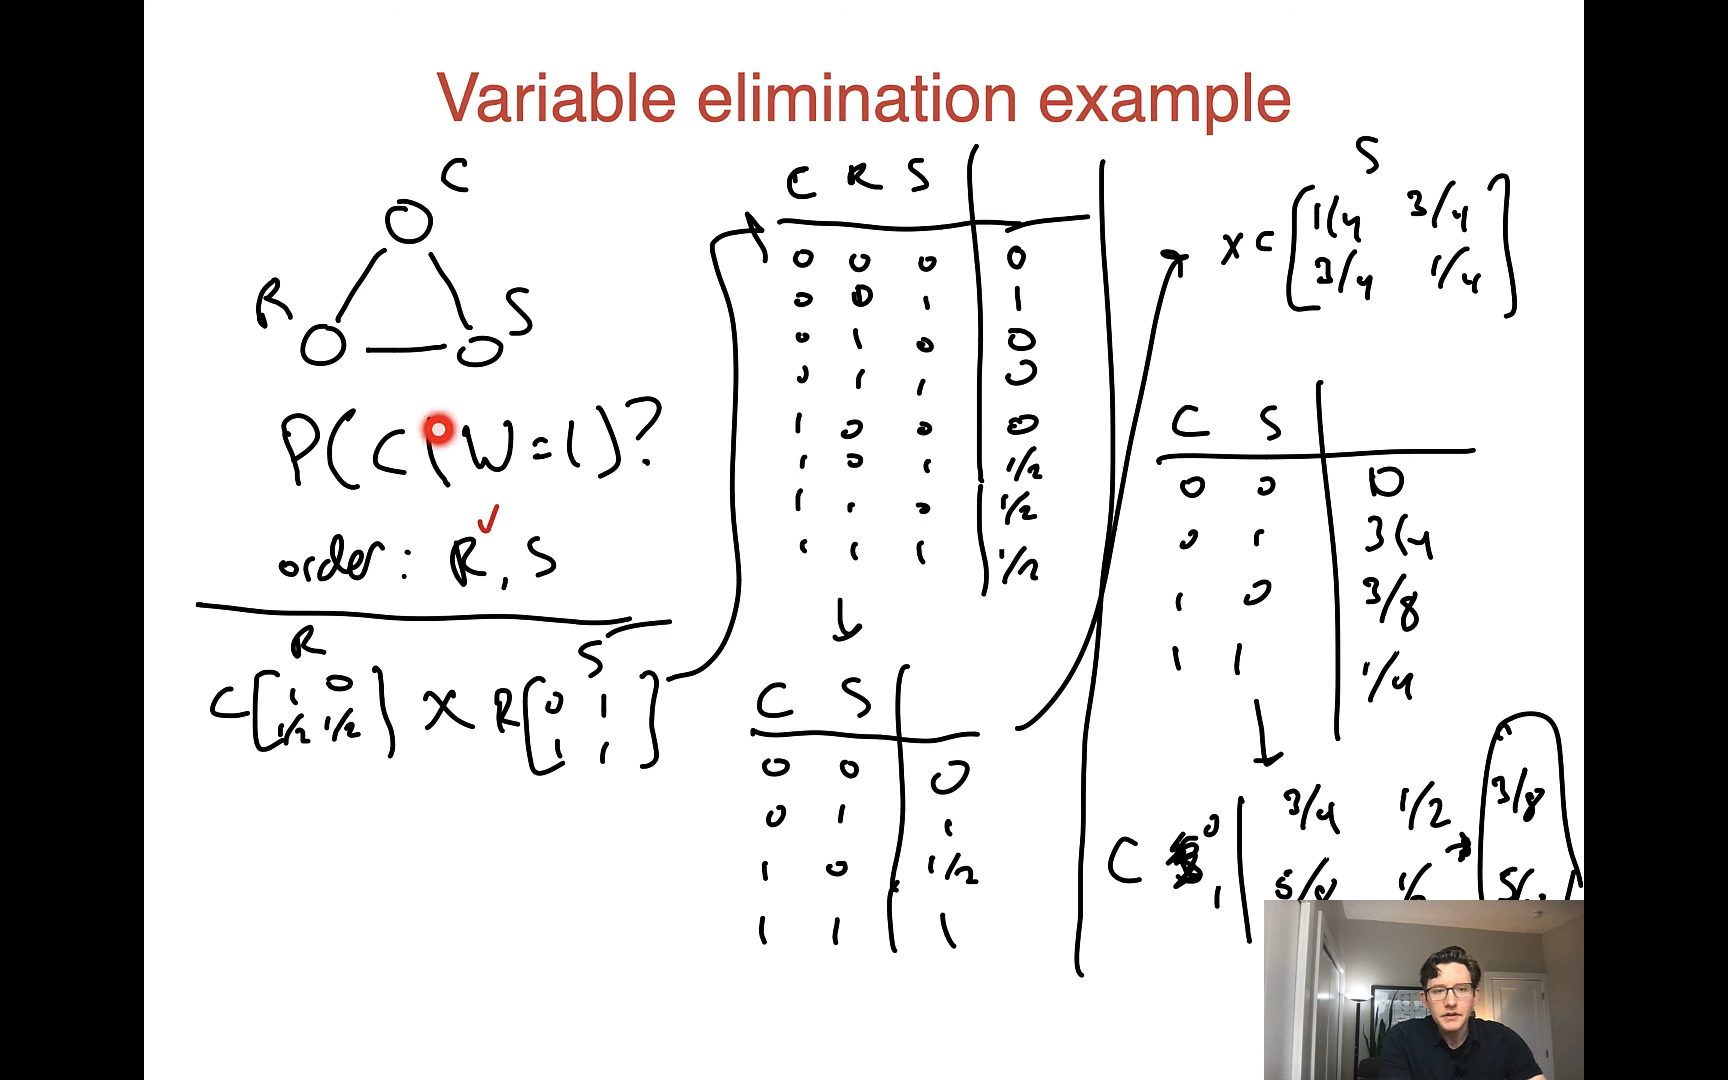 Variable elimination example
C
R S
P(C|W=1)?
order: R, S
R S
C [ 1 0 x R [ 0 1 ]
1/2 1/2 ] 1 1
C R S
0 0 0 0
0 0 1 1
0 1 0 0
0 1 1 0
1 0 0 0
1 0 1 1/2
1 1 0 1/2
1 1 1 1/2
C S
0 0 0
0 1 1
1 0 1/2
1 1 1
S
x C [ 1/4 3/4 ]
3/4 1/4
C S
0 0 0
0 1 3/4
1 0 3/8
1 1 1/4
C 0 3/4 1/2 3/8
1 5/